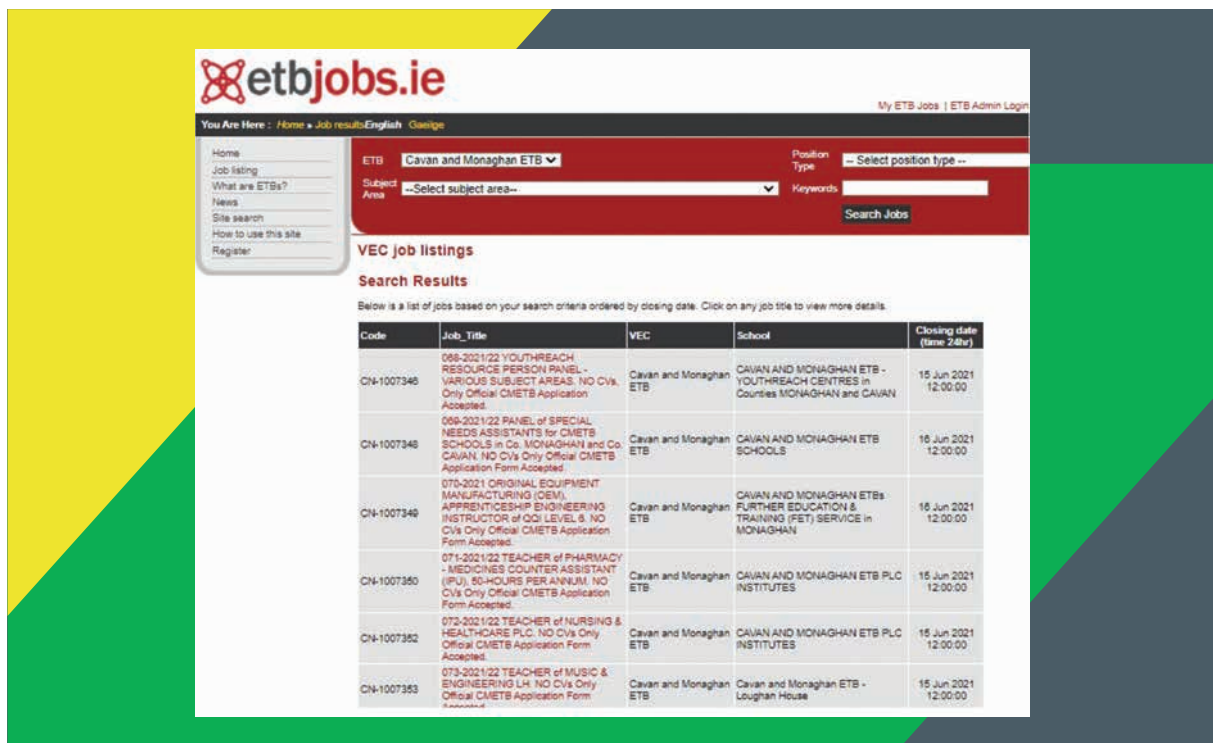 etbjobs.ie
My ETB Jobs | ETB Admin Login
You Are Here : Home » Job results English Gaeilge
Home
Job listing
What are ETBs?
News
Site search
How to use this site
Register
ETB Cavan and Monaghan ETB
Position Type -- Select position type --
Subject Area --Select subject area--
Keywords
Search Jobs
VEC job listings
Search Results
Below is a list of jobs based on your search criteria ordered by closing date. Click on any job title to view more details.
Code Job_Title VEC School Closing date (time 24hr)
CN-1007346
068-2021/22 YOUTHREACH
RESOURCE PERSON PANEL -
VARIOUS SUBJECT AREAS. NO CVs,
Only Official CMETB Application
Accepted.
Cavan and Monaghan
ETB
CAVAN AND MONAGHAN ETB -
YOUTHREACH CENTRES in
Counties MONAGHAN and CAVAN
15 Jun 2021
12:00:00
CN-1007348
069-2021/22 PANEL of SPECIAL
NEEDS ASSISTANTS for CMETB
SCHOOLS in Co. MONAGHAN and Co.
CAVAN. NO CVs Only Official CMETB
Application Form Accepted.
Cavan and Monaghan
ETB
CAVAN AND MONAGHAN ETB
SCHOOLS
16 Jun 2021
12:00:00
CN-1007349
070-2021 ORIGINAL EQUIPMENT
MANUFACTURING (OEM),
APPRENTICESHIP ENGINEERING
INSTRUCTOR of QQI LEVEL 6. NO
CVs Only Official CMETB Application
Form Accepted.
Cavan and Monaghan
ETB
CAVAN AND MONAGHAN ETBs
FURTHER EDUCATION &
TRAINING (FET) SERVICE in
MONAGHAN
16 Jun 2021
12:00:00
CN-1007350
071-2021/22 TEACHER of PHARMACY
- MEDICINES COUNTER ASSISTANT
(IPU), 60-HOURS PER ANNUM. NO
CVs Only Official CMETB Application
Form Accepted.
Cavan and Monaghan
ETB
CAVAN AND MONAGHAN ETB PLC
INSTITUTES
15 Jun 2021
12:00:00
CN-1007352
072-2021/22 TEACHER of NURSING &
HEALTHCARE PLC. NO CVs Only
Official CMETB Application Form
Accepted.
Cavan and Monaghan
ETB
CAVAN AND MONAGHAN ETB PLC
INSTITUTES
15 Jun 2021
12:00:00
CN-1007353
073-2021/22 TEACHER of MUSIC &
ENGINEERING LH. NO CVs Only
Official CMETB Application Form
Cavan and Monaghan
ETB
Cavan and Monaghan ETB -
Loughan House
15 Jun 2021
12:00:00